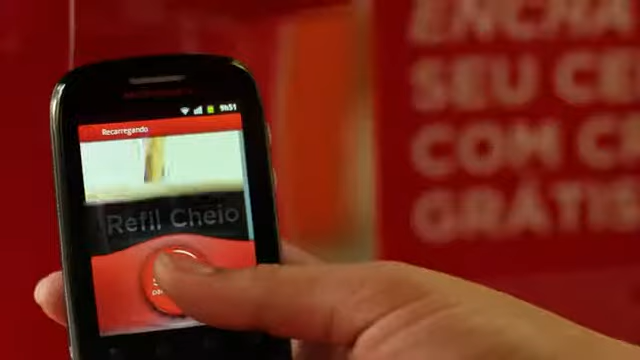 9h51
Recarregando
Refil Cheio
ENCHA
SEU CE
COM CR
GRÁTIS